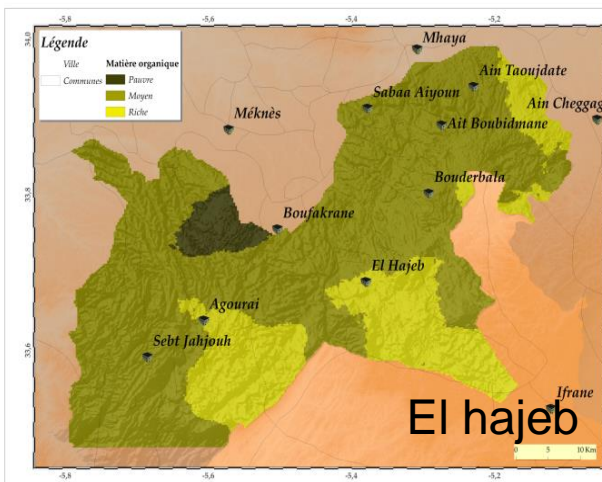 -5,8 -5,6 -5,4 -5,2
34,0
Légende
Ville
Communes
Matière organique
Pauvre
Moyen
Riche
Mhaya
Ain Taoujdate
Sabaa Aiyoun
Ain Cheggag
Méknès
Ait Boubidmane
33,8
Bouderbala
Boufakrane
El Hajeb
Agourai
33,6
Sebt Jahjouh
Ifrane
El hajeb
0 5 10 Km
-5,8 -5,6 -5,4 -5,2